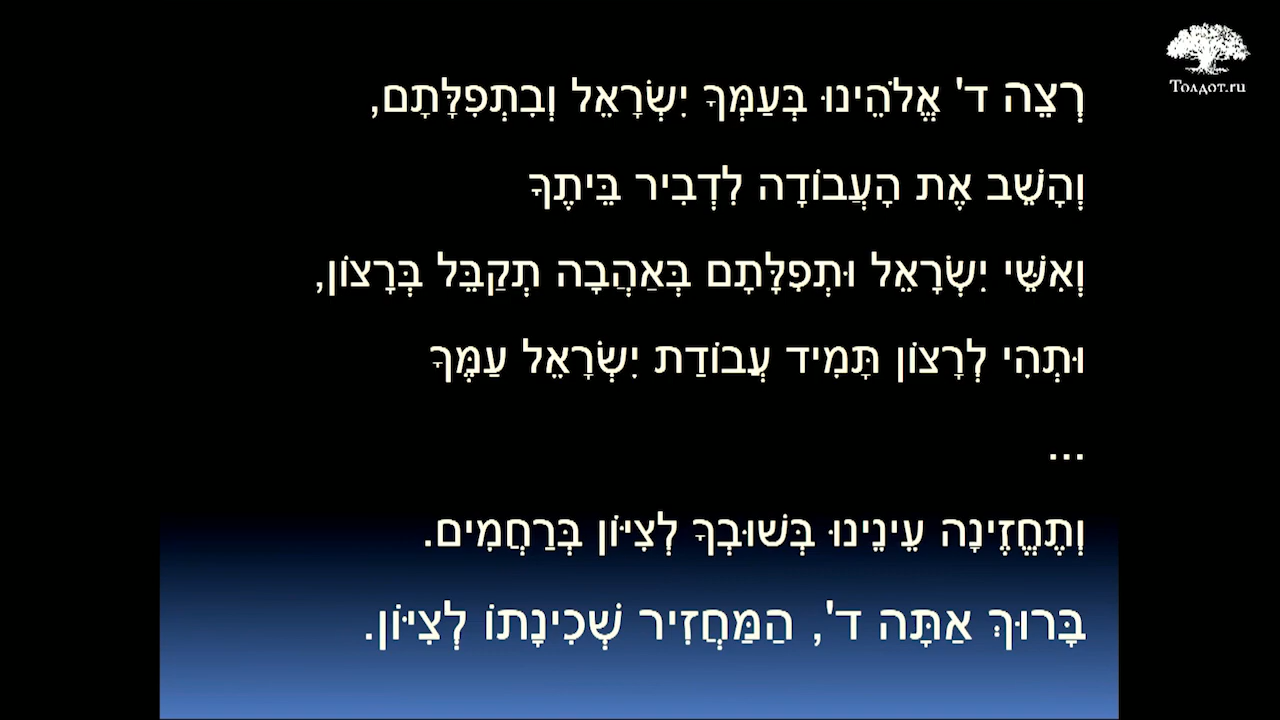 Толдот.ru
רְצֵה ד' אֱלֹהֵינוּ בְּעַמְּךָ יִשְׂרָאֵל וְבִתְפִלָּתָם,
וְהָשֵׁב אֶת הָעֲבוֹדָה לִדְבִיר בֵּיתֶךָ
וְאִשֵּׁי יִשְׂרָאֵל וּתְפִלָּתָם בְּאַהֲבָה תְקַבֵּל בְּרָצוֹן,
וּתְהִי לְרָצוֹן תָּמִיד עֲבוֹדַת יִשְׂרָאֵל עַמֶּךָ
...
וְתֶחֱזֶינָה עֵינֵינוּ בְּשׁוּבְךָ לְצִיּוֹן בְּרַחֲמִים.
בָּרוּךְ אַתָּה ד', הַמַּחֲזִיר שְׁכִינָתוֹ לְצִיּוֹן.